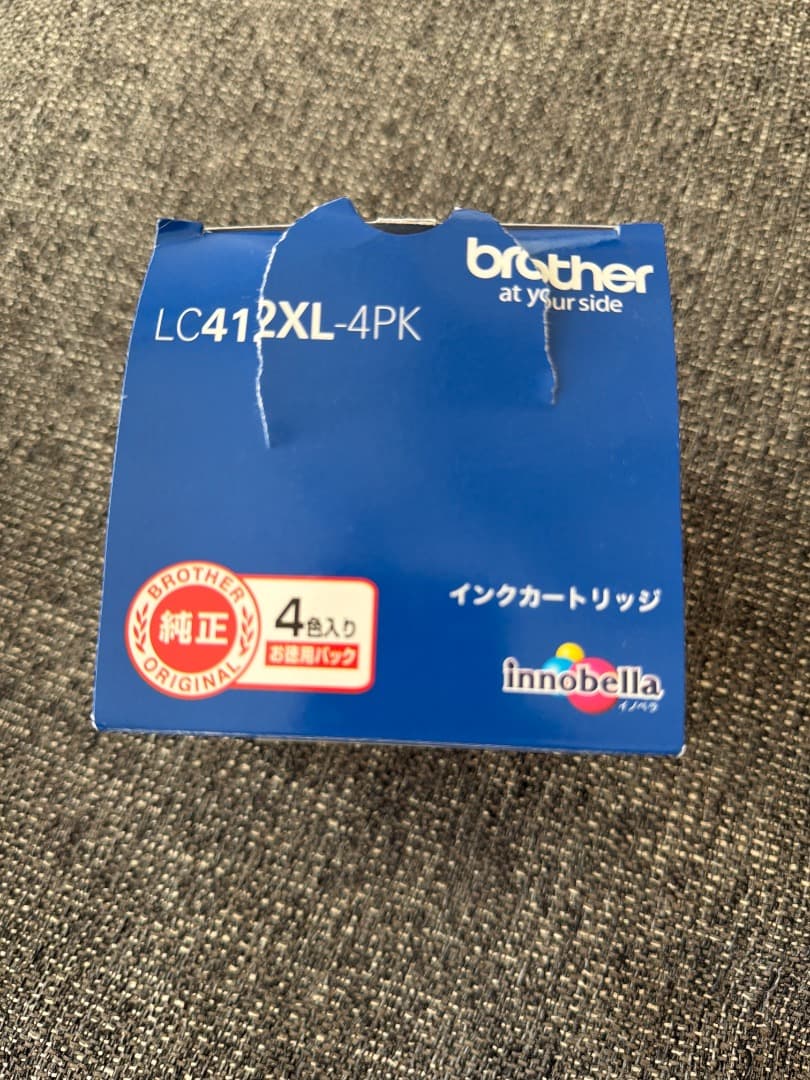 brother
at your side
LC412XL-4PK
BROTHER
純正
ORIGINAL
4色入り
お徳用パック
インクカートリッジ
innobella
イノベラ